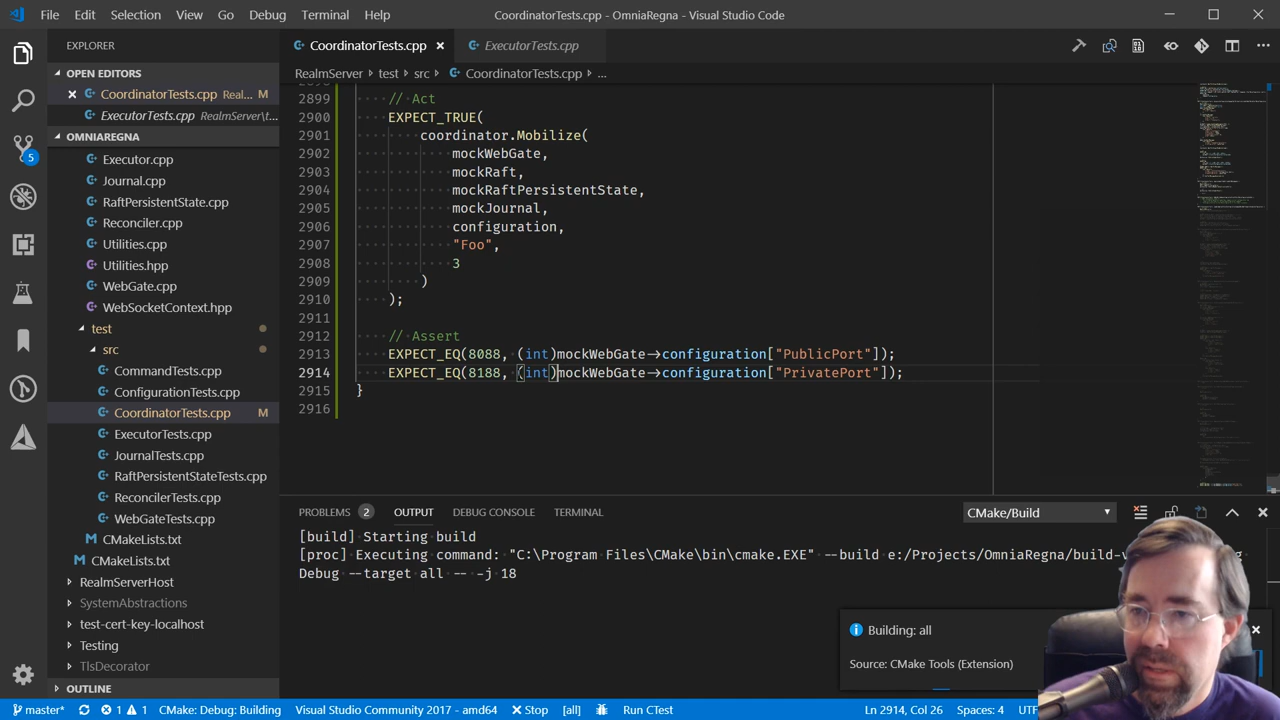 File Edit Selection View Go Debug Terminal Help CoordinatorTests.cpp - OmniaRegna - Visual Studio Code
EXPLORER
OPEN EDITORS
CoordinatorTests.cpp Real... M
ExecutorTests.cpp RealmServer\t...
OMNIAREGNA
Executor.cpp
Journal.cpp
RaftPersistentState.cpp
Reconciler.cpp
Utilities.cpp
Utilities.hpp
WebGate.cpp
WebSocketContext.hpp
test
src
CommandTests.cpp
ConfigurationTests.cpp
CoordinatorTests.cpp M
ExecutorTests.cpp
JournalTests.cpp
RaftPersistentStateTests.cpp
ReconcilerTests.cpp
WebGateTests.cpp
CMakeLists.txt
CMakeLists.txt
RealmServerHost
SystemAbstractions
test-cert-key-localhost
Testing
TlsDecorator
OUTLINE
5
CoordinatorTests.cpp ExecutorTests.cpp
RealmServer test src CoordinatorTests.cpp ...
2899 // Act
2900 EXPECT_TRUE(
2901 coordinator.Mobilize(
2902 mockWebGate,
2903 mockRaft,
2904 mockRaftPersistentState,
2905 mockJournal,
2906 configuration,
2907 "Foo",
2908 3
2909 )
2910 );
2911
2912 // Assert
2913 EXPECT_EQ(8088, (int)mockWebGate->configuration["PublicPort"]);
2914 EXPECT_EQ(8188, (int)mockWebGate->configuration["PrivatePort"]);
2915 }
2916
PROBLEMS 2 OUTPUT DEBUG CONSOLE TERMINAL CMake/Build
[build] Starting build
[proc] Executing command: "C:\Program Files\CMake\bin\cmake.EXE" --build e:/Projects/OmniaRegna/build-v
Debug --target all -- -j 18
Building: all
Source: CMake Tools (Extension)
master* 1 1 CMake: Debug: Building Visual Studio Community 2017 - amd64 Stop [all] Run CTest Ln 2914, Col 26 Spaces: 4